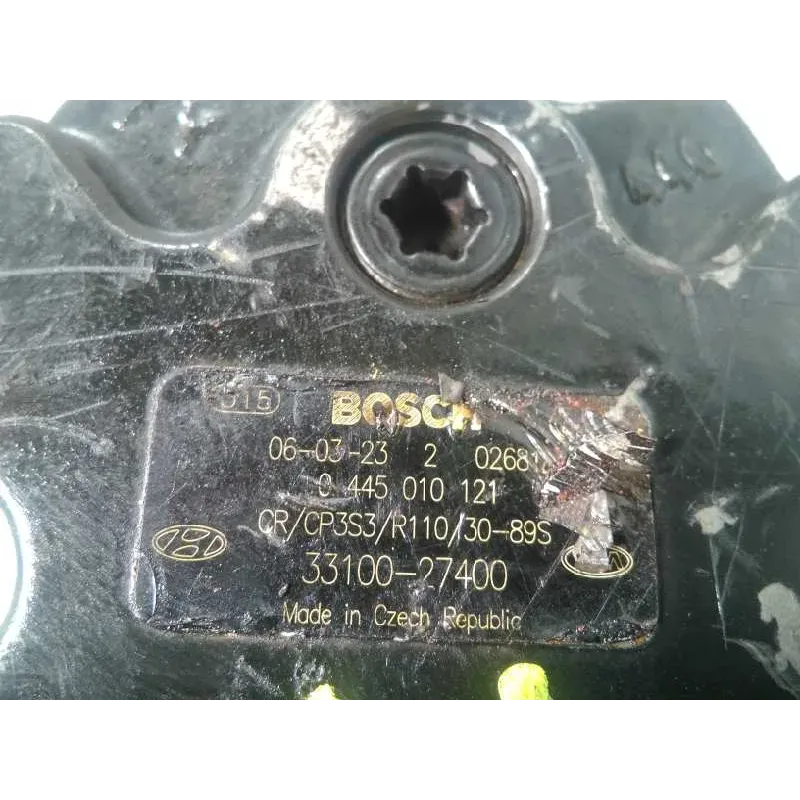 515
BOSCH
06-03-23 2 02681
0 445 010 121
CR/CP3S3/R110/30-89S
33100-27400
Made in Czech Republic